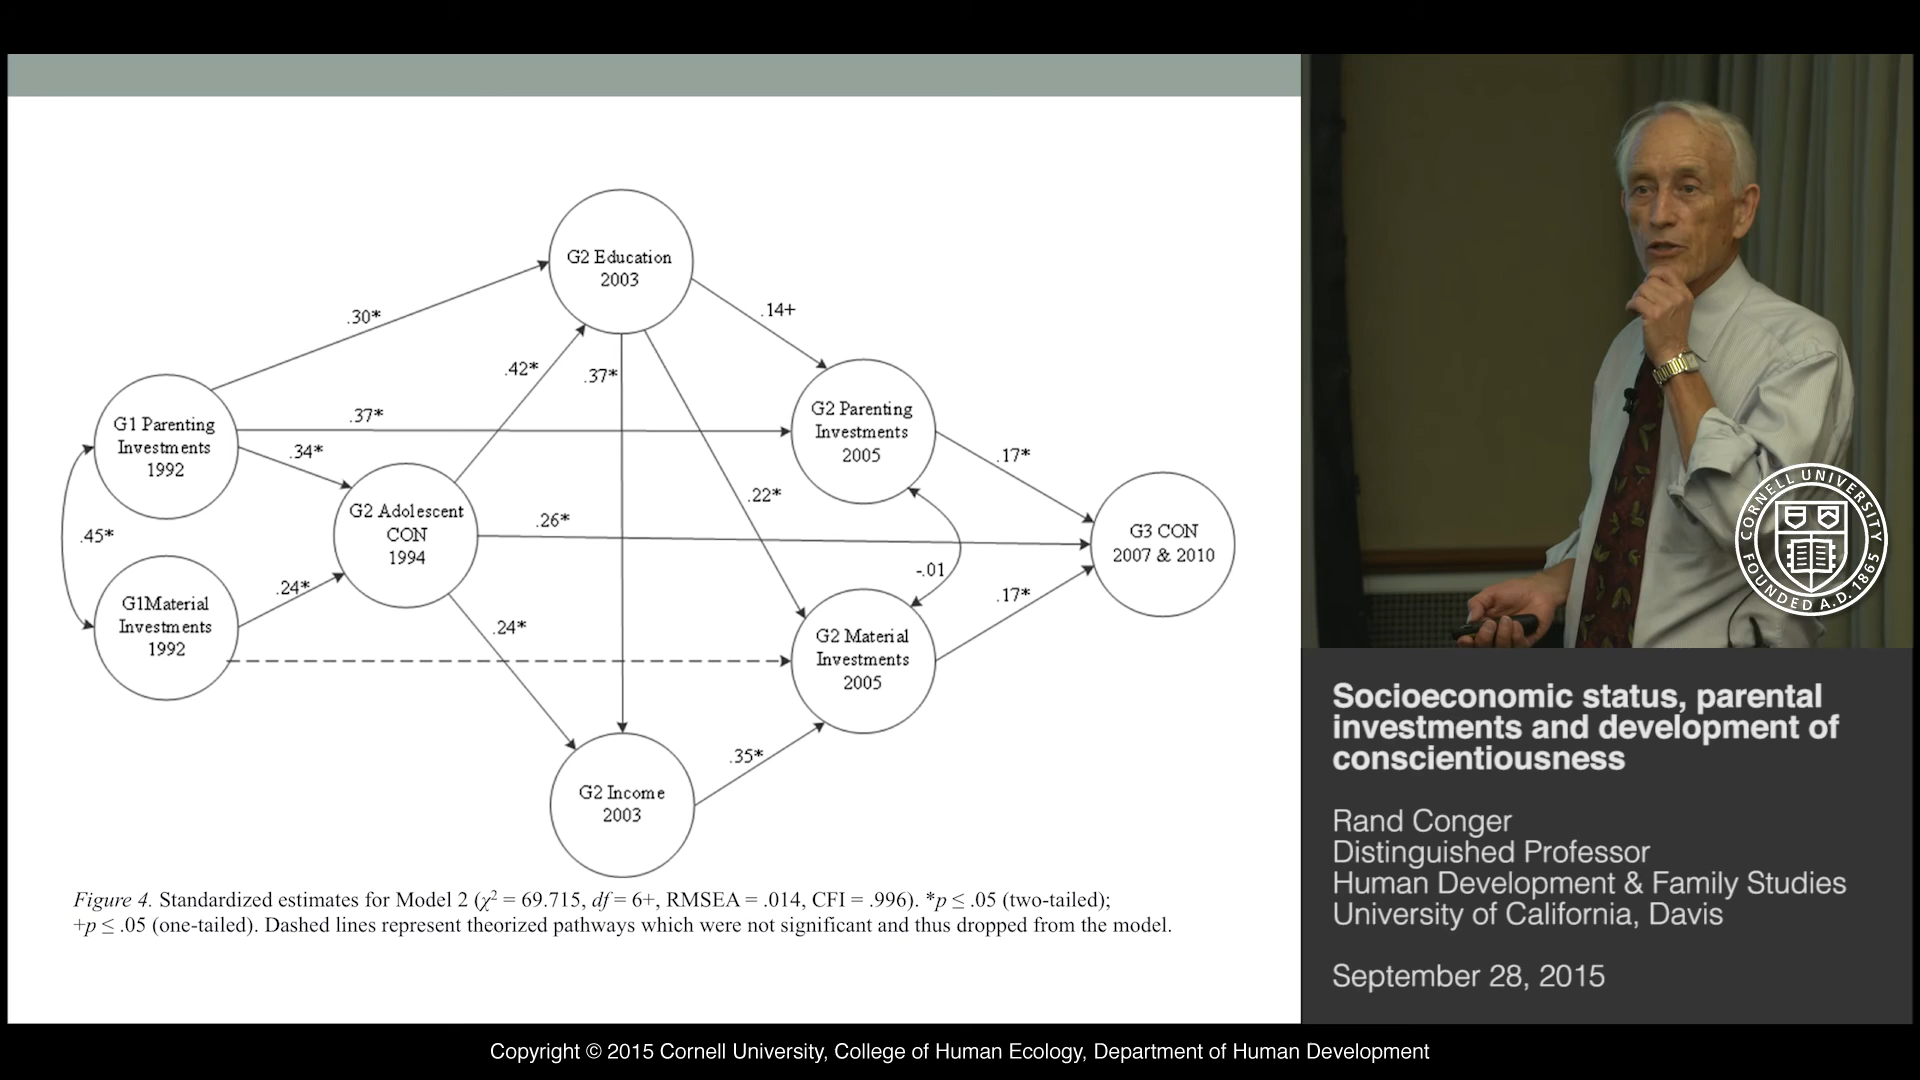 G2 Education
2003
.30*
.14+
.42*
.37*
G1 Parenting
Investments
1992
.37*
.34*
G2 Parenting
Investments
2005
.17*
G2 Adolescent
CON
1994
.22*
.26*
.45*
G3 CON
2007 & 2010
-.01
.24*
.17*
G1Material
Investments
1992
.24*
G2 Material
Investments
2005
.35*
G2 Income
2003
Figure 4. Standardized estimates for Model 2 (χ² = 69.715, df = 6+, RMSEA = .014, CFI = .996). *p ≤ .05 (two-tailed);
+p ≤ .05 (one-tailed). Dashed lines represent theorized pathways which were not significant and thus dropped from the model.
CORNELL UNIVERSITY
FOUNDED A.D. 1865
Socioeconomic status, parental
investments and development of
conscientiousness
Rand Conger
Distinguished Professor
Human Development & Family Studies
University of California, Davis
September 28, 2015
Copyright © 2015 Cornell University, College of Human Ecology, Department of Human Development